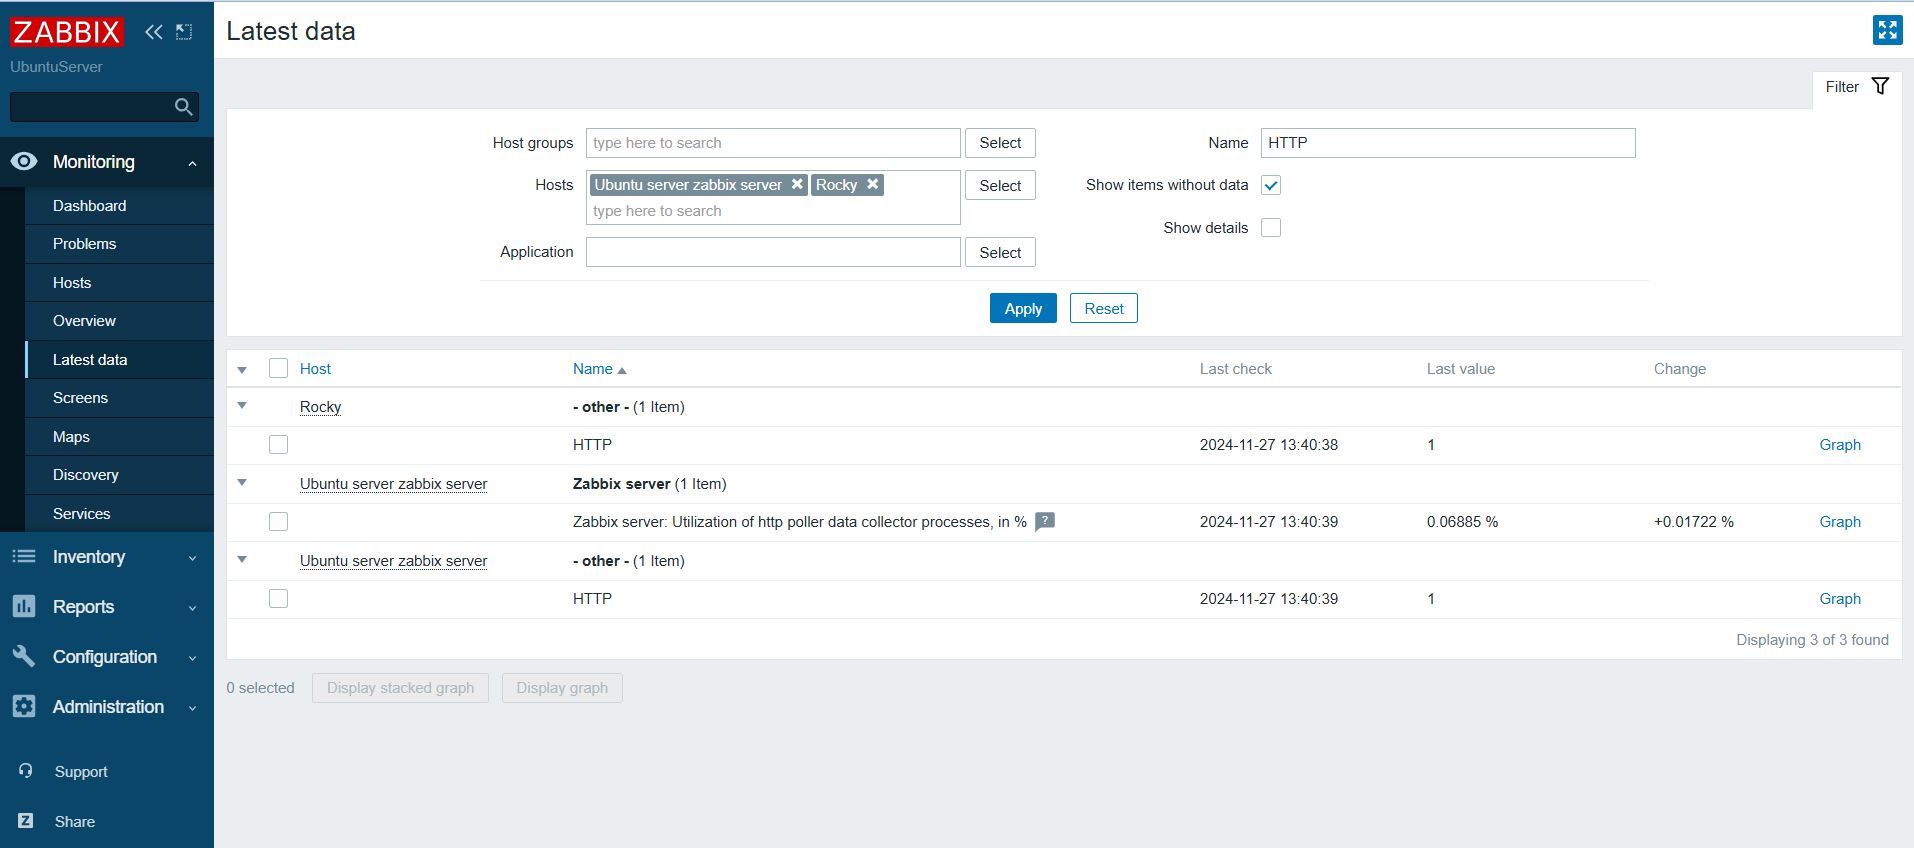 ZABBIX
UbuntuServer
Monitoring
Dashboard
Problems
Hosts
Overview
Latest data
Screens
Maps
Discovery
Services
Inventory
Reports
Configuration
Administration
Support
Z Share
Latest data
Filter
Host groups type here to search Select
Hosts Ubuntu server zabbix server Rocky Select
type here to search
Application Select
Name HTTP
Show items without data
Show details
Apply Reset
Host Name Last check Last value Change
Rocky - other - (1 Item)
HTTP 2024-11-27 13:40:38 1 Graph
Ubuntu server zabbix server Zabbix server (1 Item)
Zabbix server: Utilization of http poller data collector processes, in % ? 2024-11-27 13:40:39 0.06885 % +0.01722 % Graph
Ubuntu server zabbix server - other - (1 Item)
HTTP 2024-11-27 13:40:39 1 Graph
Displaying 3 of 3 found
0 selected Display stacked graph Display graph